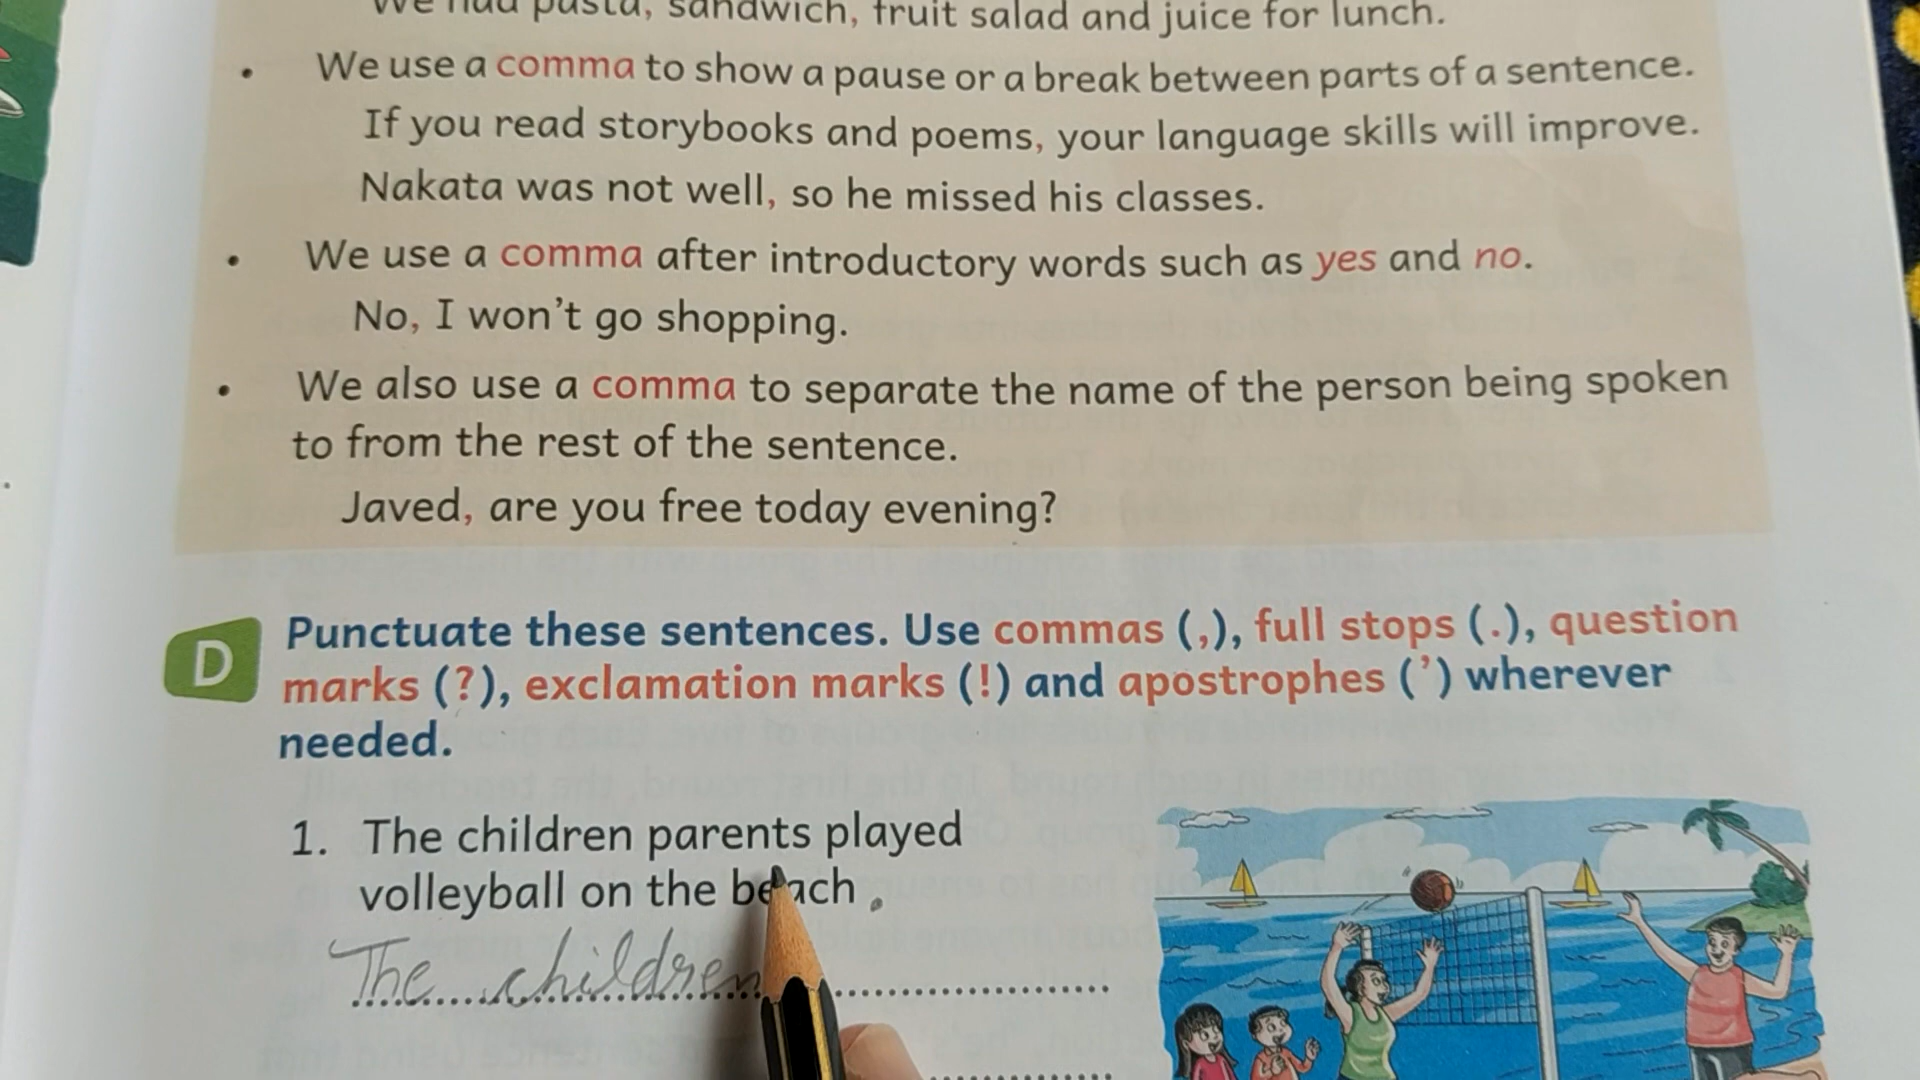 We had pasta, sandwich, fruit salad and juice for lunch.
• We use a comma to show a pause or a break between parts of a sentence.
If you read storybooks and poems, your language skills will improve.
Nakata was not well, so he missed his classes.
• We use a comma after introductory words such as yes and no.
No, I won’t go shopping.
• We also use a comma to separate the name of the person being spoken
to from the rest of the sentence.
Javed, are you free today evening?
D Punctuate these sentences. Use commas (,), full stops (.), question
marks (?), exclamation marks (!) and apostrophes (’) wherever
needed.
1. The children parents played
volleyball on the beach .
The children